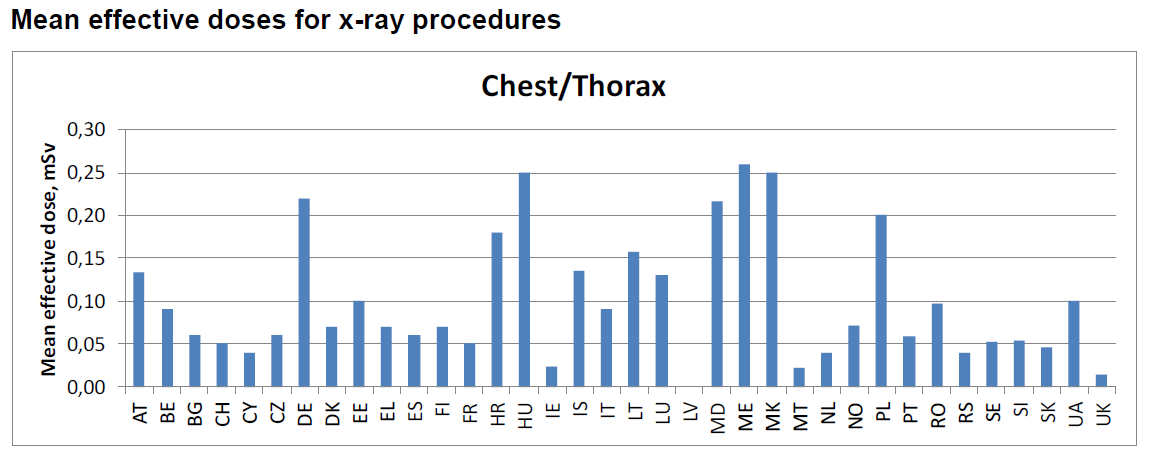 Mean effective doses for x-ray procedures
Chest/Thorax
Mean effective dose, mSv
0,30
0,25
0,20
0,15
0,10
0,05
0,00
AT BE BG CH CY CZ DE DK EE EL ES FI FR HR HU IE IS IT LT LU LV MD ME MK MT NL NO PL PT RO RS SE SI SK UA UK